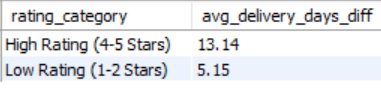 rating_category avg_delivery_days_diff
High Rating (4-5 Stars) 13.14
Low Rating (1-2 Stars) 5.15